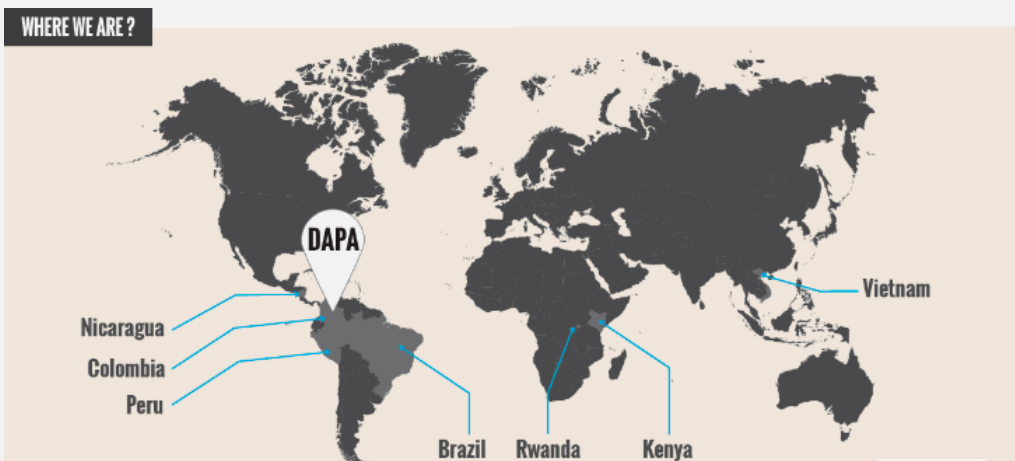 WHERE WE ARE ?
DAPA
Nicaragua
Colombia
Peru
Brazil
Rwanda
Kenya
Vietnam